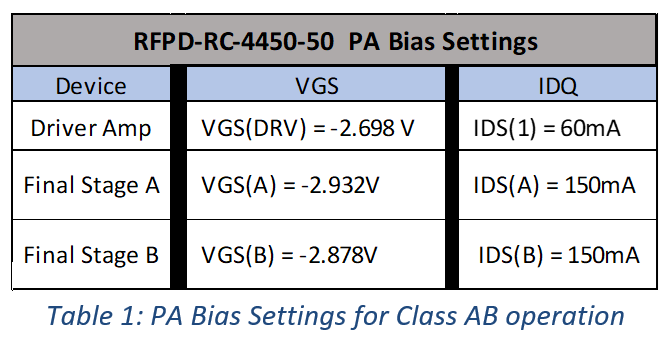 RFPD-RC-4450-50 PA Bias Settings
Device VGS IDQ
Driver Amp VGS(DRV) = -2.698 V IDS(1) = 60mA
Final Stage A VGS(A) = -2.932V IDS(A) = 150mA
Final Stage B VGS(B) = -2.878V IDS(B) = 150mA
Table 1: PA Bias Settings for Class AB operation